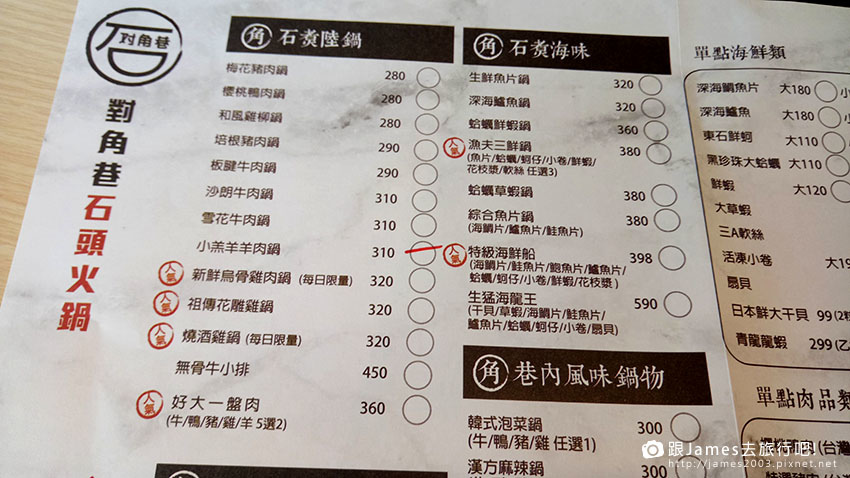 對角巷
對角巷石頭火鍋
角 石煑陸鍋
梅花豬肉鍋 280
櫻桃鴨肉鍋 280
和風雞柳鍋 280
培根豬肉鍋 290
板腱牛肉鍋 290
沙朗牛肉鍋 310
雪花牛肉鍋 310
小羔羊羊肉鍋 310
人氣 新鮮烏骨雞肉鍋 (每日限量) 320
人氣 祖傳花雕雞鍋 320
人氣 燒酒雞鍋 (每日限量) 320
無骨牛小排 450
人氣 好大一盤肉 360
(牛/鴨/豬/雞/羊 5選2)
角 石煑海味
生鮮魚片鍋 320
深海鱸魚鍋 320
蛤蠣鮮蝦鍋 360
人氣 漁夫三鮮鍋 380
(魚片/蛤蠣/蚵仔/小卷/鮮蝦/
花枝漿/軟絲 任選3)
蛤蠣草蝦鍋 380
綜合魚片鍋 380
(海鯛片/鱸魚片/鮭魚片)
人氣 特級海鮮船 398
(海鯛片/鮭魚片/鮑魚片/鱸魚片/
蛤蠣/蚵仔/小卷/鮮蝦/花枝漿)
生猛海龍王 590
(干貝/草蝦/海鯛片/鮭魚片/
鱸魚片/蛤蠣/蚵仔/小卷/扇貝)
角 巷內風味鍋物
韓式泡菜鍋 300
(牛/鴨/豬/雞 任選1)
漢方麻辣鍋 300
單點海鮮類
深海鯛魚片 大180 小
深海鱸魚 大180 小
東石鮮蚵 大110
黑珍珠大蛤蠣 大110
鮮蝦 大120
大草蝦
三A軟絲
活凍小卷 大19
扇貝
日本鮮大干貝 99 (2粒
青龍龍蝦 299 (乙
單點肉品類
櫻桃鴨肉 (台灣
(台灣
跟James去旅行吧!
http://james2003.pixnet.net